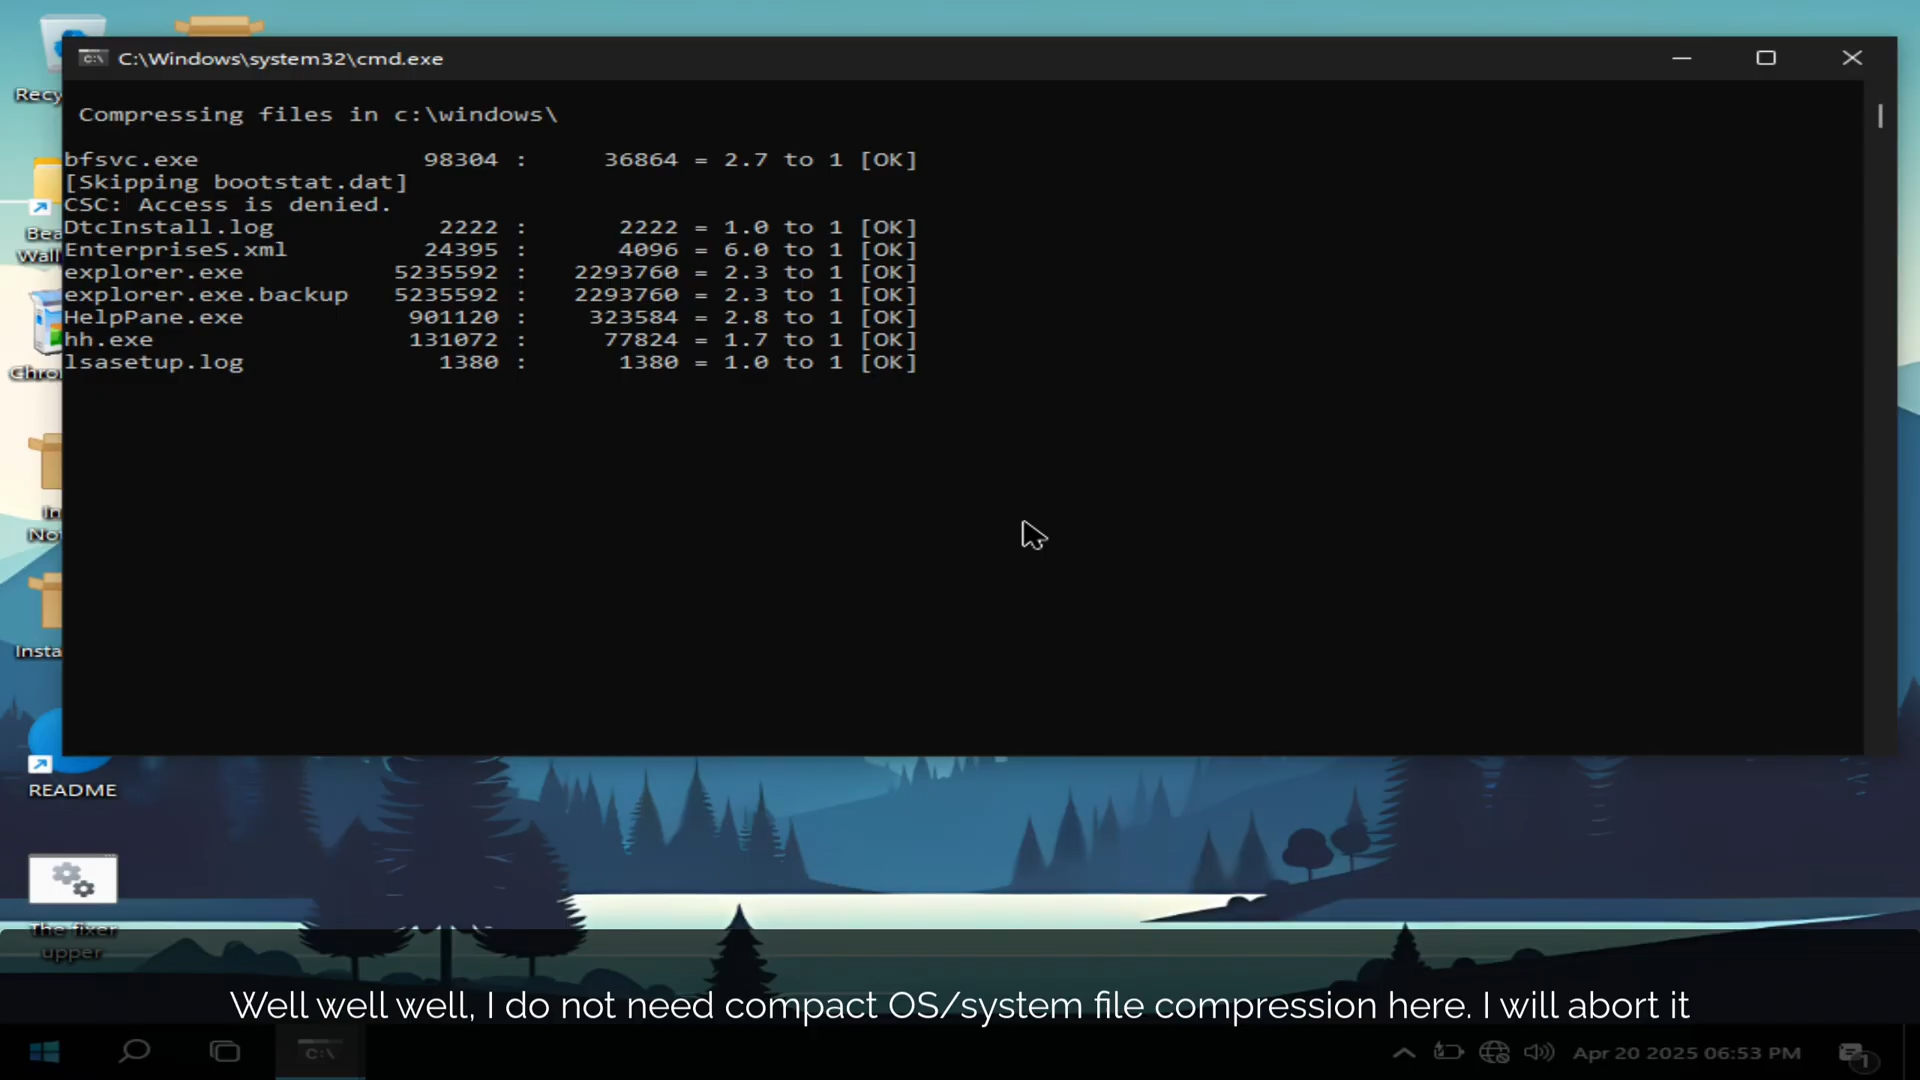 C:\Windows\system32\cmd.exe
Compressing files in c:\windows\
bfsvc.exe 98304 : 36864 = 2.7 to 1 [OK]
[Skipping bootstat.dat]
CSC: Access is denied.
DtcInstall.log 2222 : 2222 = 1.0 to 1 [OK]
EnterpriseS.xml 24395 : 4096 = 6.0 to 1 [OK]
explorer.exe 5235592 : 2293760 = 2.3 to 1 [OK]
explorer.exe.backup 5235592 : 2293760 = 2.3 to 1 [OK]
HelpPane.exe 901120 : 323584 = 2.8 to 1 [OK]
hh.exe 131072 : 77824 = 1.7 to 1 [OK]
lsasetup.log 1380 : 1380 = 1.0 to 1 [OK]
README
The fixer
upper
Well well well, I do not need compact OS/system file compression here. I will abort it
C:\
Apr 20 2025 06:53 PM
1